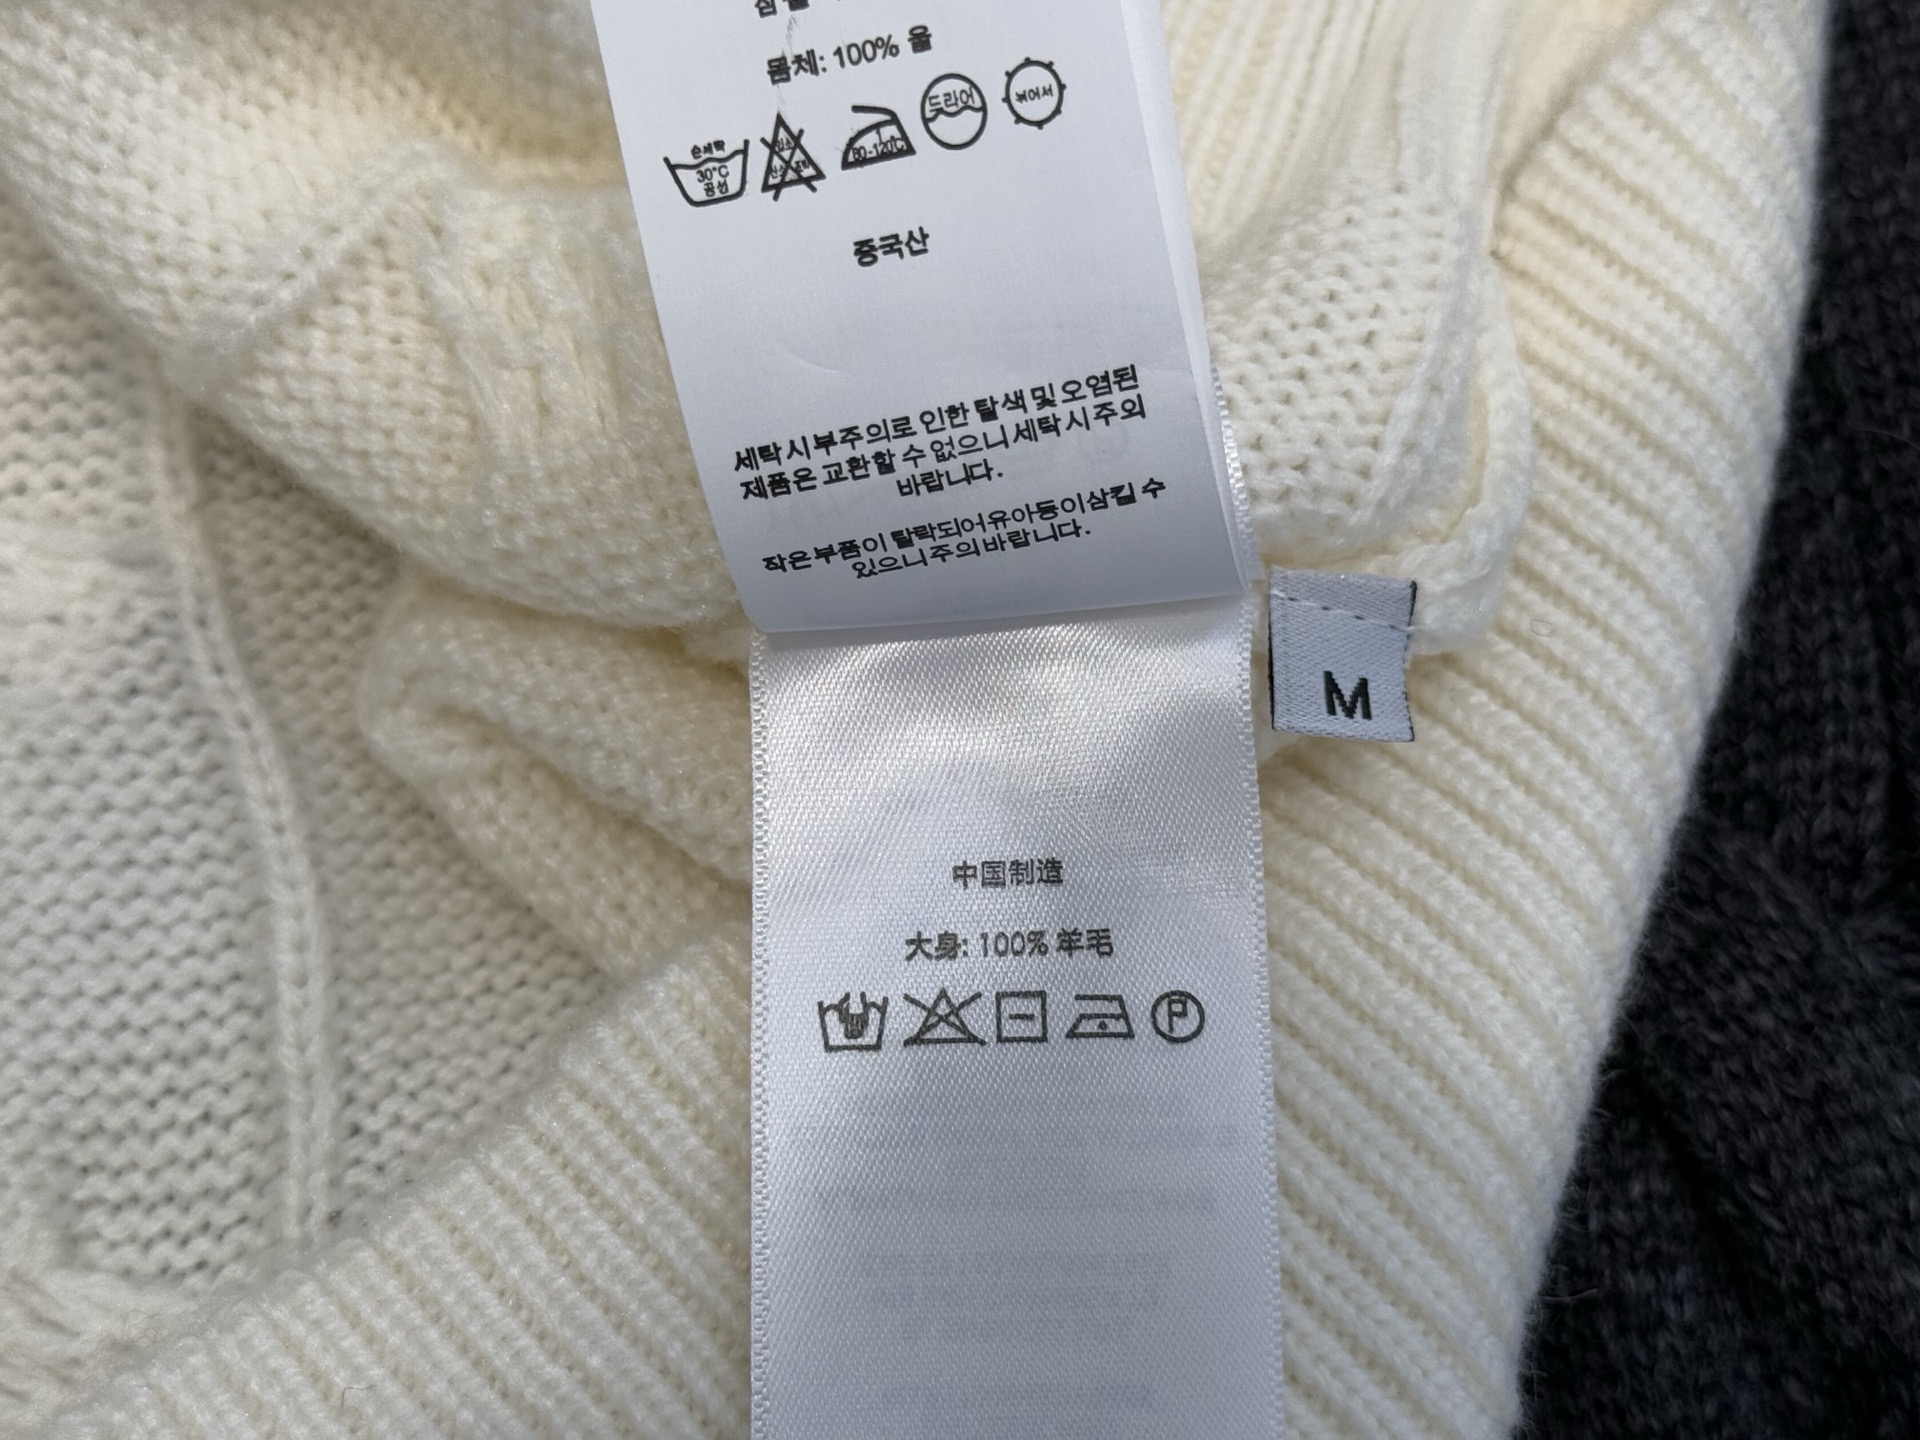 몸체: 100% 울
손세탁
30°C
공성
80-120°C
드라이
뉘어서
중국산
세탁시부주의로 인한 탈색및오염된
제품은 교환할 수 없으니 세탁시주의
바랍니다.
작은부품이 탈락되어유아동이삼킬 수
있으니주의바랍니다.
M
中国制造
大身: 100% 羊毛
P